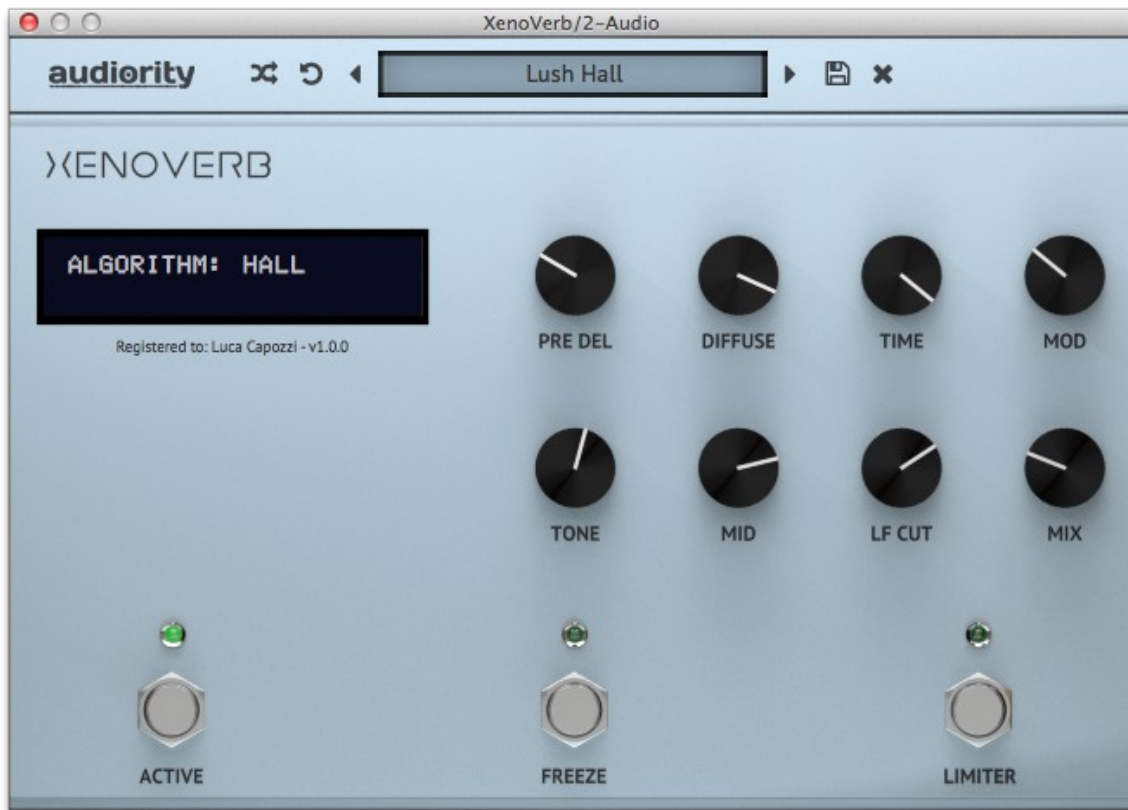 XenoVerb/2-Audio
audiority
Lush Hall
XENOVERB
ALGORITHM: HALL
Registered to: Luca Capozzi - v1.0.0
PRE DEL DIFFUSE TIME MOD
TONE MID LF CUT MIX
ACTIVE FREEZE LIMITER